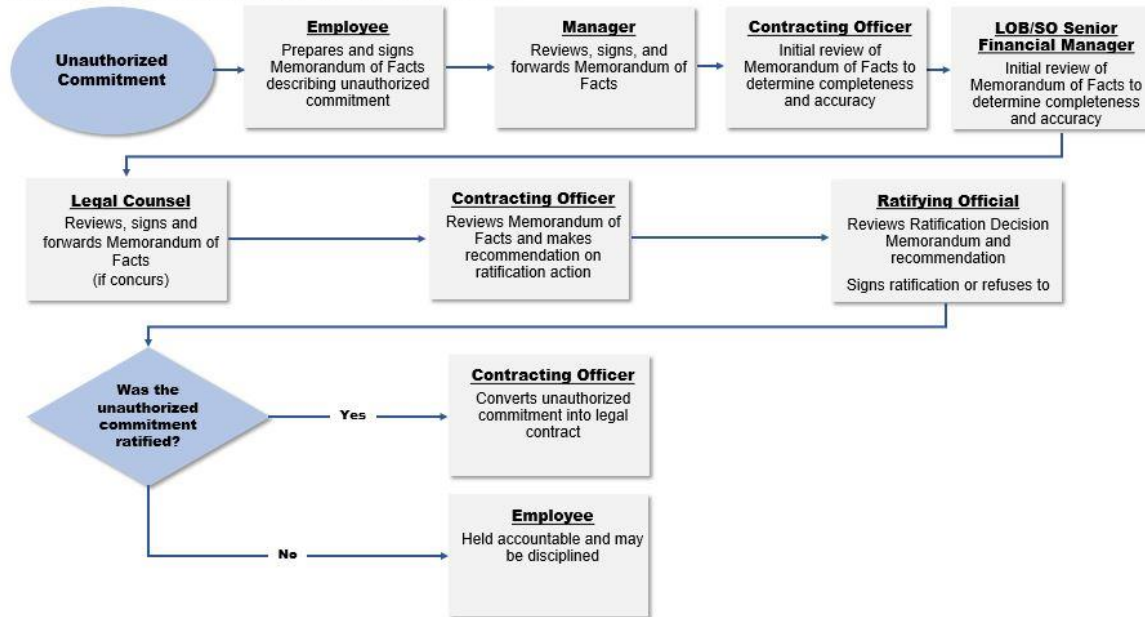 Unauthorized
Commitment
Employee
Prepares and signs
Memorandum of Facts
describing unauthorized
commitment
Manager
Reviews, signs, and
forwards Memorandum of
Facts
Contracting Officer
Initial review of
Memorandum of Facts to
determine completeness
and accuracy
LOB/SO Senior
Financial Manager
Initial review of
Memorandum of Facts to
determine completeness
and accuracy
Legal Counsel
Reviews, signs and
forwards Memorandum of
Facts
(if concurs)
Contracting Officer
Reviews Memorandum of
Facts and makes
recommendation on
ratification action
Ratifying Official
Reviews Ratification Decision
Memorandum and
recommendation
Signs ratification or refuses to
Was the
unauthorized
commitment
ratified?
Yes
Contracting Officer
Converts unauthorized
commitment into legal
contract
No
Employee
Held accountable and may
be disciplined